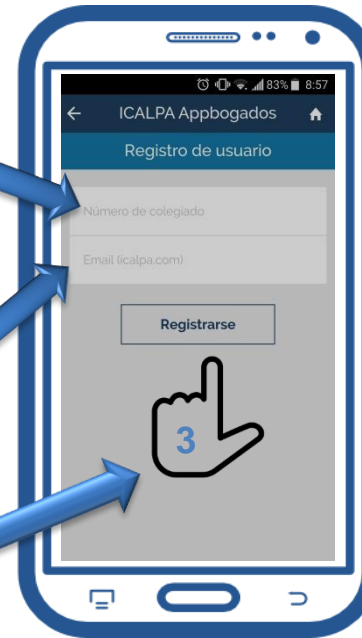 83% 8:57
ICALPA Appbogados
Registro de usuario
Número de colegiado
Email (icalpa.com)
Registrarse
3